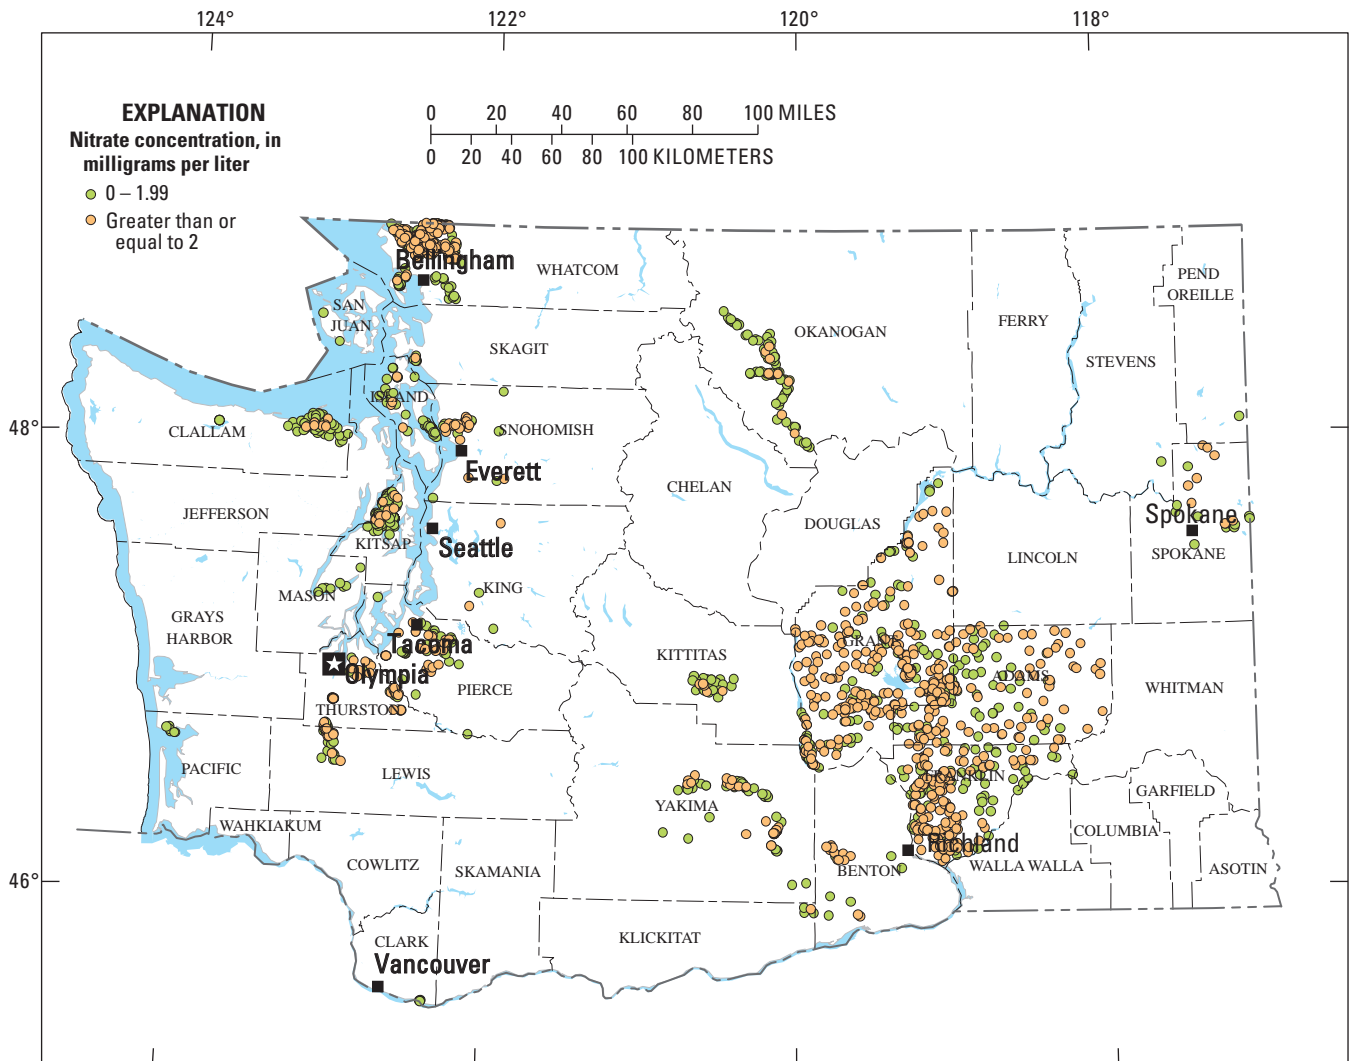 124°
122°
120°
118°
EXPLANATION
Nitrate concentration, in
milligrams per liter
0 – 1.99
Greater than or
equal to 2
0 20 40 60 80 100 MILES
0 20 40 60 80 100 KILOMETERS
Bellingham
WHATCOM
SAN
JUAN
SKAGIT
OKANOGAN
FERRY
PEND
OREILLE
STEVENS
ISLAND
48°
CLALLAM
SNOHOMISH
Everett
CHELAN
JEFFERSON
DOUGLAS
Spokane
KITSAP
Seattle
LINCOLN
SPOKANE
MASON
KING
GRAYS
HARBOR
Tacoma
GRANT
KITTITAS
Olympia
ADAMS
PIERCE
WHITMAN
THURSTON
PACIFIC
LEWIS
FRANKLIN
GARFIELD
YAKIMA
WAHKIAKUM
COLUMBIA
Richland
COWLITZ
SKAMANIA
BENTON
WALLA WALLA
ASOTIN
46°
CLARK
KLICKITAT
Vancouver